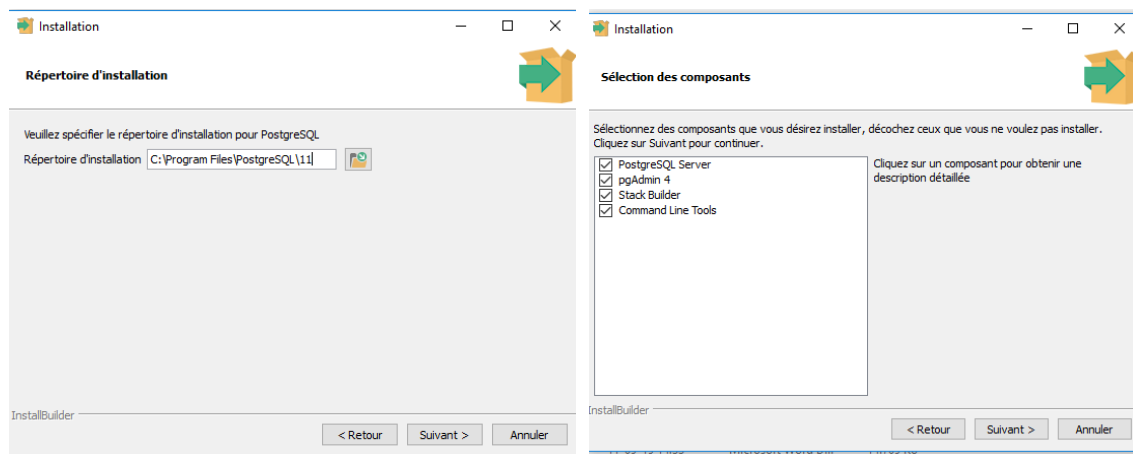 Installation
Répertoire d'installation
Veuillez spécifier le répertoire d'installation pour PostgreSQL
Répertoire d'installation C:\Program Files\PostgreSQL\11
InstallBuilder
< Retour Suivant > Annuler
Installation
Sélection des composants
Sélectionnez des composants que vous désirez installer, décochez ceux que vous ne voulez pas installer.
Cliquez sur Suivant pour continuer.
PostgreSQL Server
pgAdmin 4
Stack Builder
Command Line Tools
Cliquez sur un composant pour obtenir une
description détaillée
InstallBuilder
< Retour Suivant > Annuler